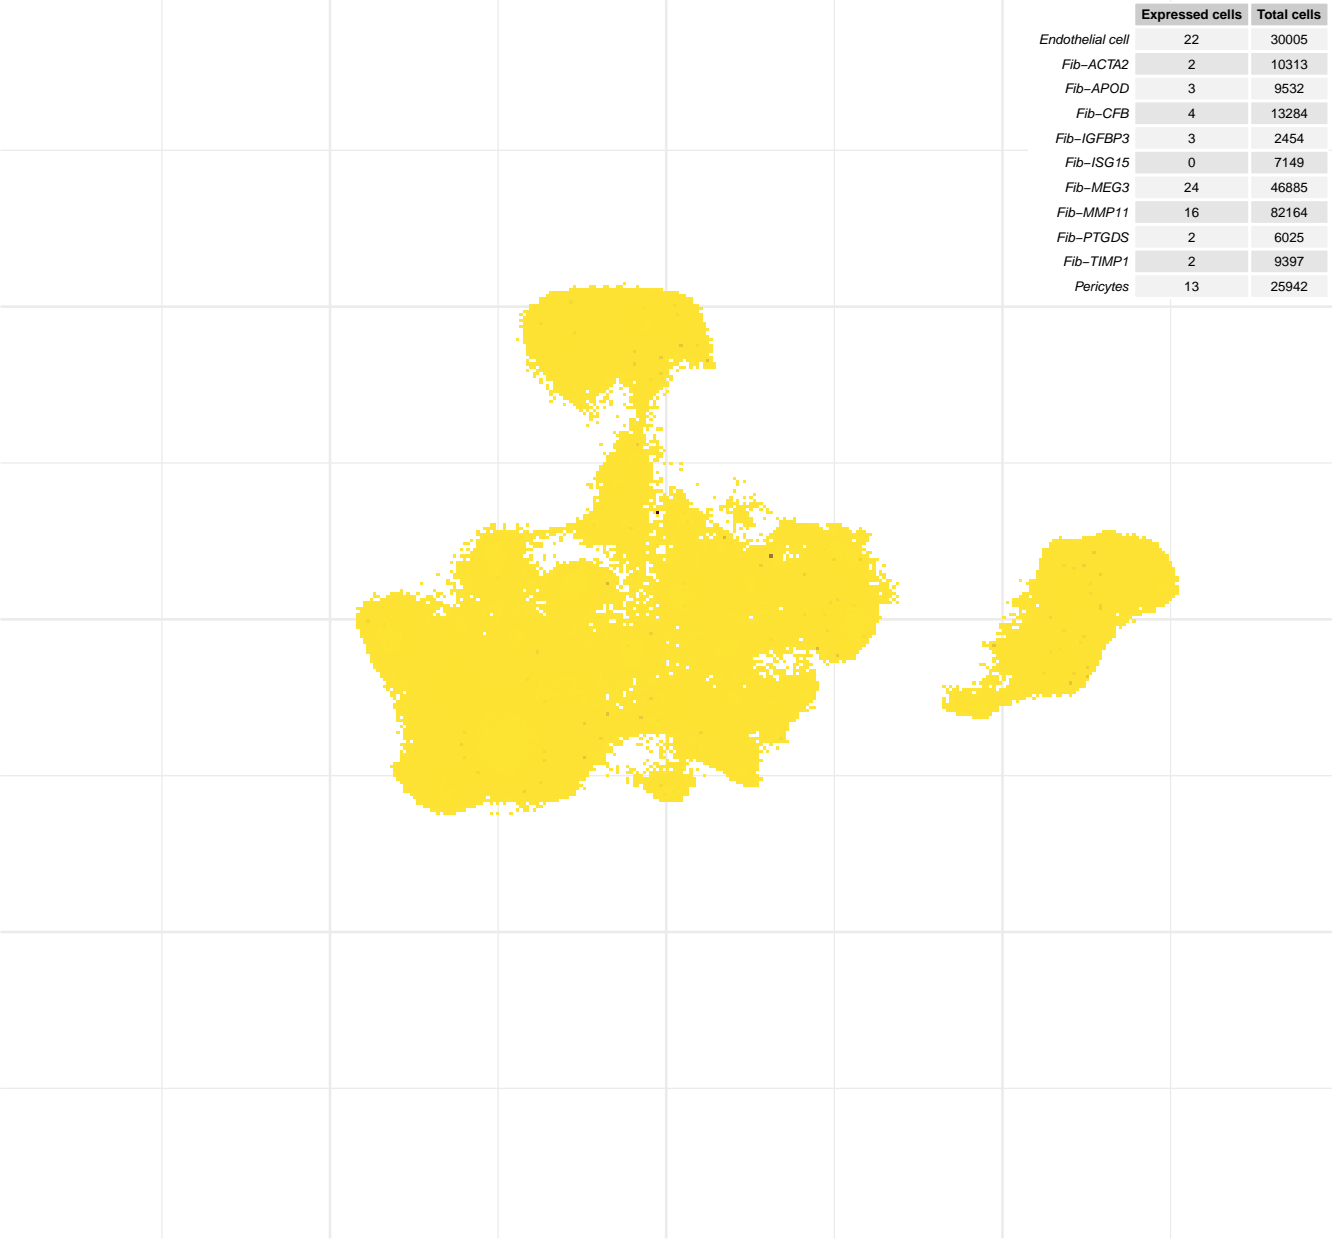 Expressed cells Total cells
Endothelial cell 22 30005
Fib−ACTA2 2 10313
Fib−APOD 3 9532
Fib−CFB 4 13284
Fib−IGFBP3 3 2454
Fib−ISG15 0 7149
Fib−MEG3 24 46885
Fib−MMP11 16 82164
Fib−PTGDS 2 6025
Fib−TIMP1 2 9397
Pericytes 13 25942